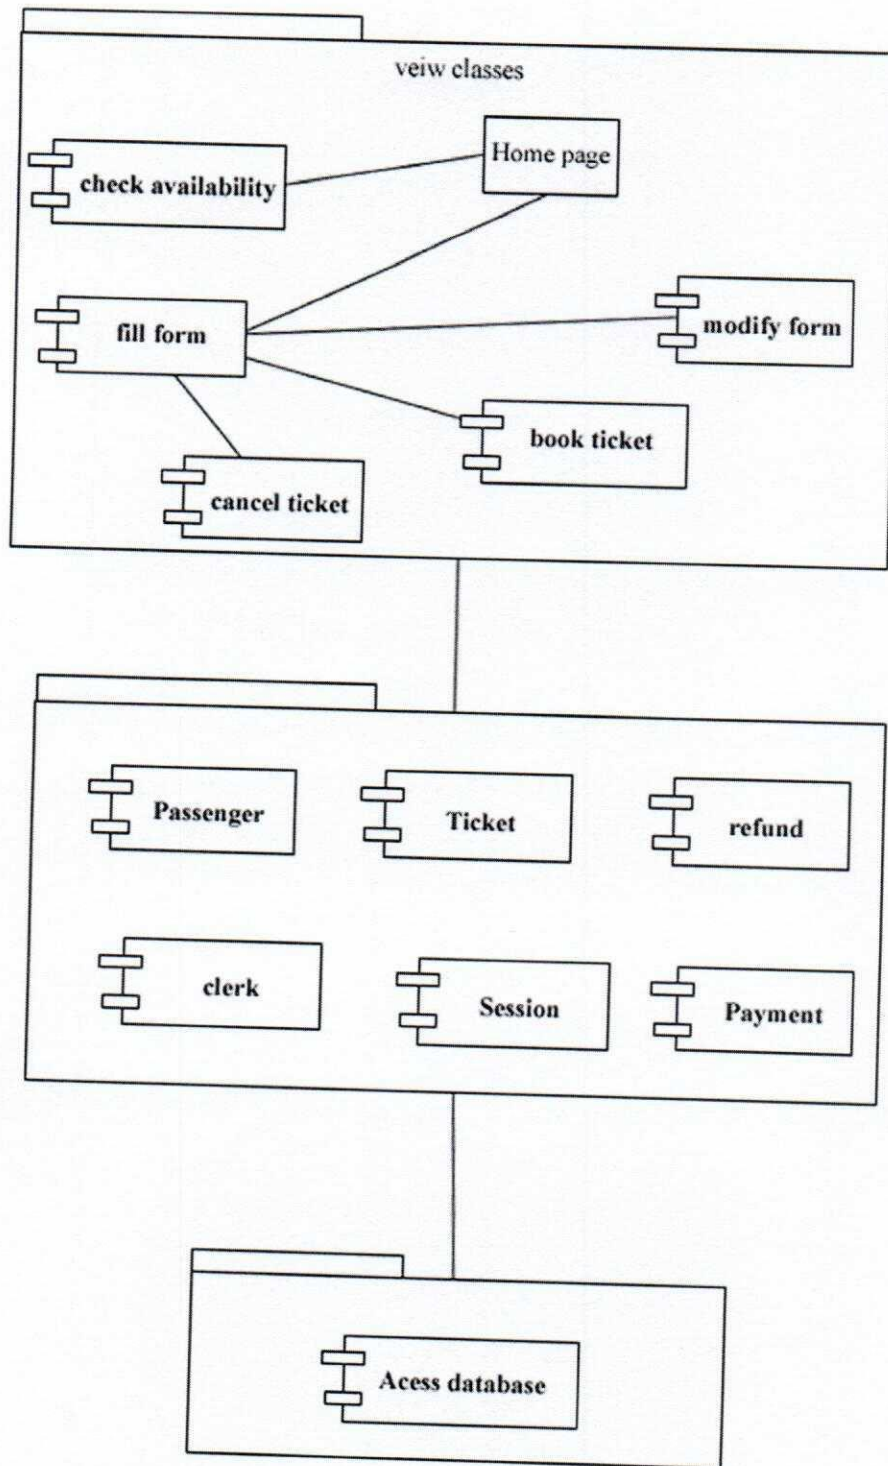 veiw classes
Home page
check availability
fill form
modify form
book ticket
cancel ticket
Passenger
Ticket
refund
clerk
Session
Payment
Acess database